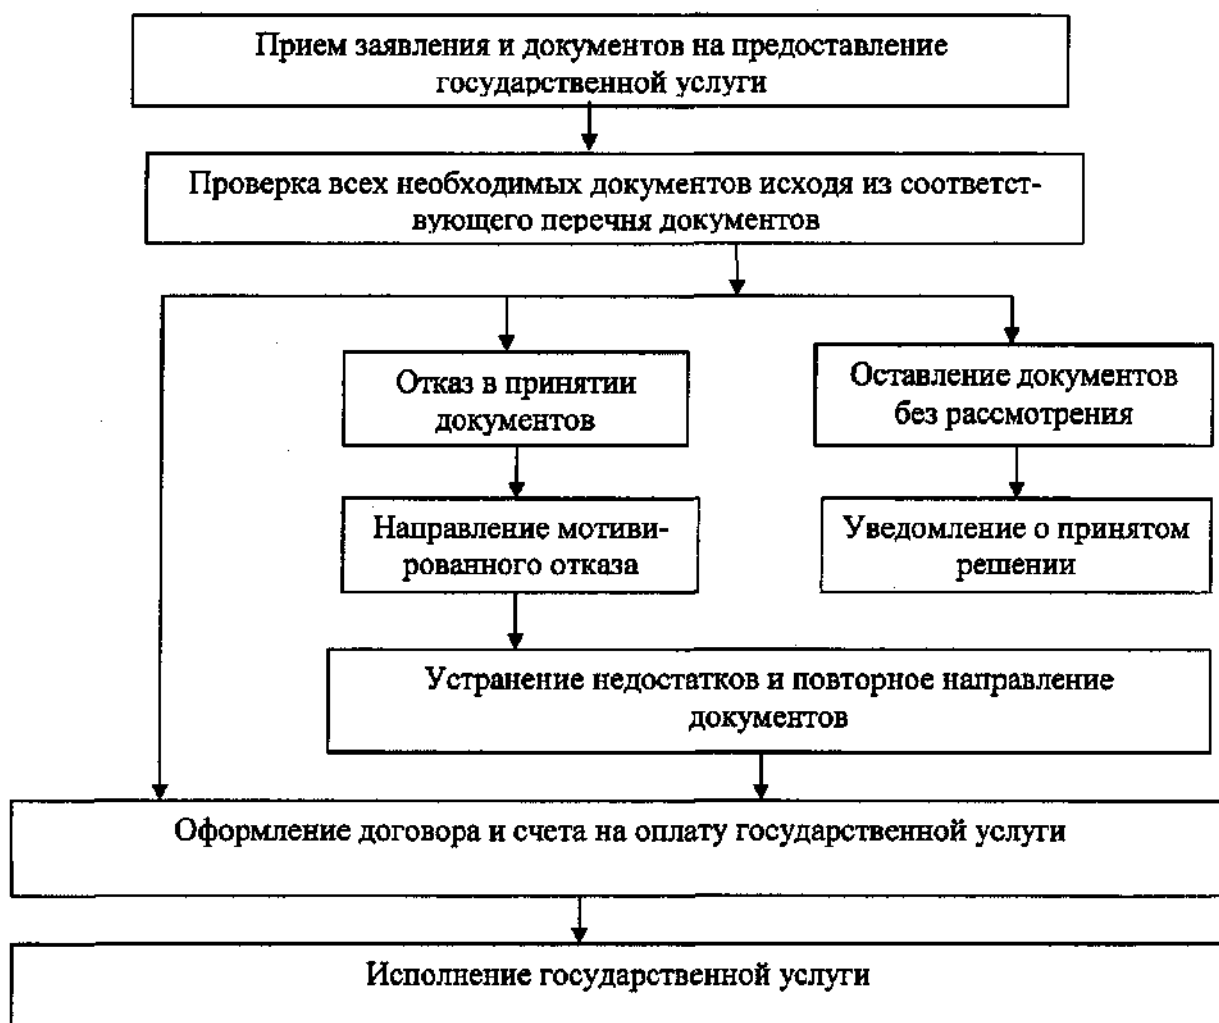 Прием заявления и документов на предоставление
государственной услуги
Проверка всех необходимых документов исходя из соответст-
вующего перечня документов
Отказ в принятии
документов
Оставление документов
без рассмотрения
Направление мотиви-
рованного отказа
Уведомление о принятом
решении
Устранение недостатков и повторное направление
документов
Оформление договора и счета на оплату государственной услуги
Исполнение государственной услуги